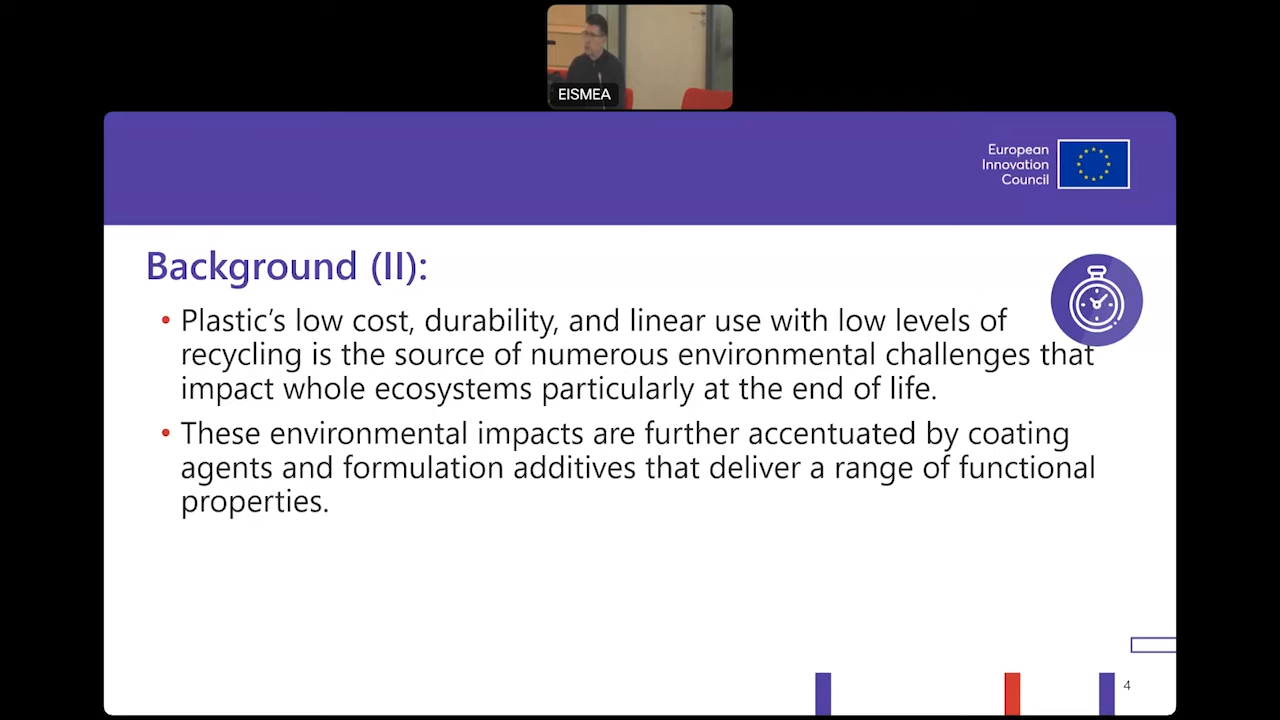 EISMEA
European
Innovation
Council
Background (II):
• Plastic’s low cost, durability, and linear use with low levels of
recycling is the source of numerous environmental challenges that
impact whole ecosystems particularly at the end of life.
• These environmental impacts are further accentuated by coating
agents and formulation additives that deliver a range of functional
properties.
4